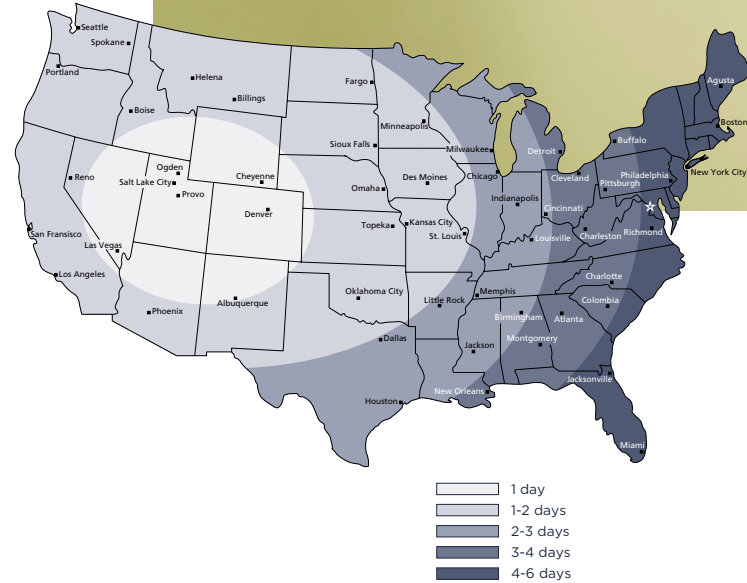 Seattle
Spokane
Portland
Helena
Billings
Boise
Fargo
Minneapolis
Sioux Falls
Milwaukee
Detroit
Buffalo
Agusta
Boston
New York City
Philadelphia
Pittsburgh
Cleveland
Chicago
Des Moines
Omaha
Cheyenne
Ogden
Salt Lake City
Provo
Reno
Denver
Topeka
Kansas City
St. Louis
Indianapolis
Cincinnati
Louisville
Charleston
Richmond
San Fransisco
Las Vegas
Los Angeles
Phoenix
Albuquerque
Oklahoma City
Little Rock
Memphis
Charlotte
Colombia
Birmingham
Atlanta
Montgomery
Jackson
Dallas
Houston
New Orleans
Jacksonville
Miami
1 day
1-2 days
2-3 days
3-4 days
4-6 days